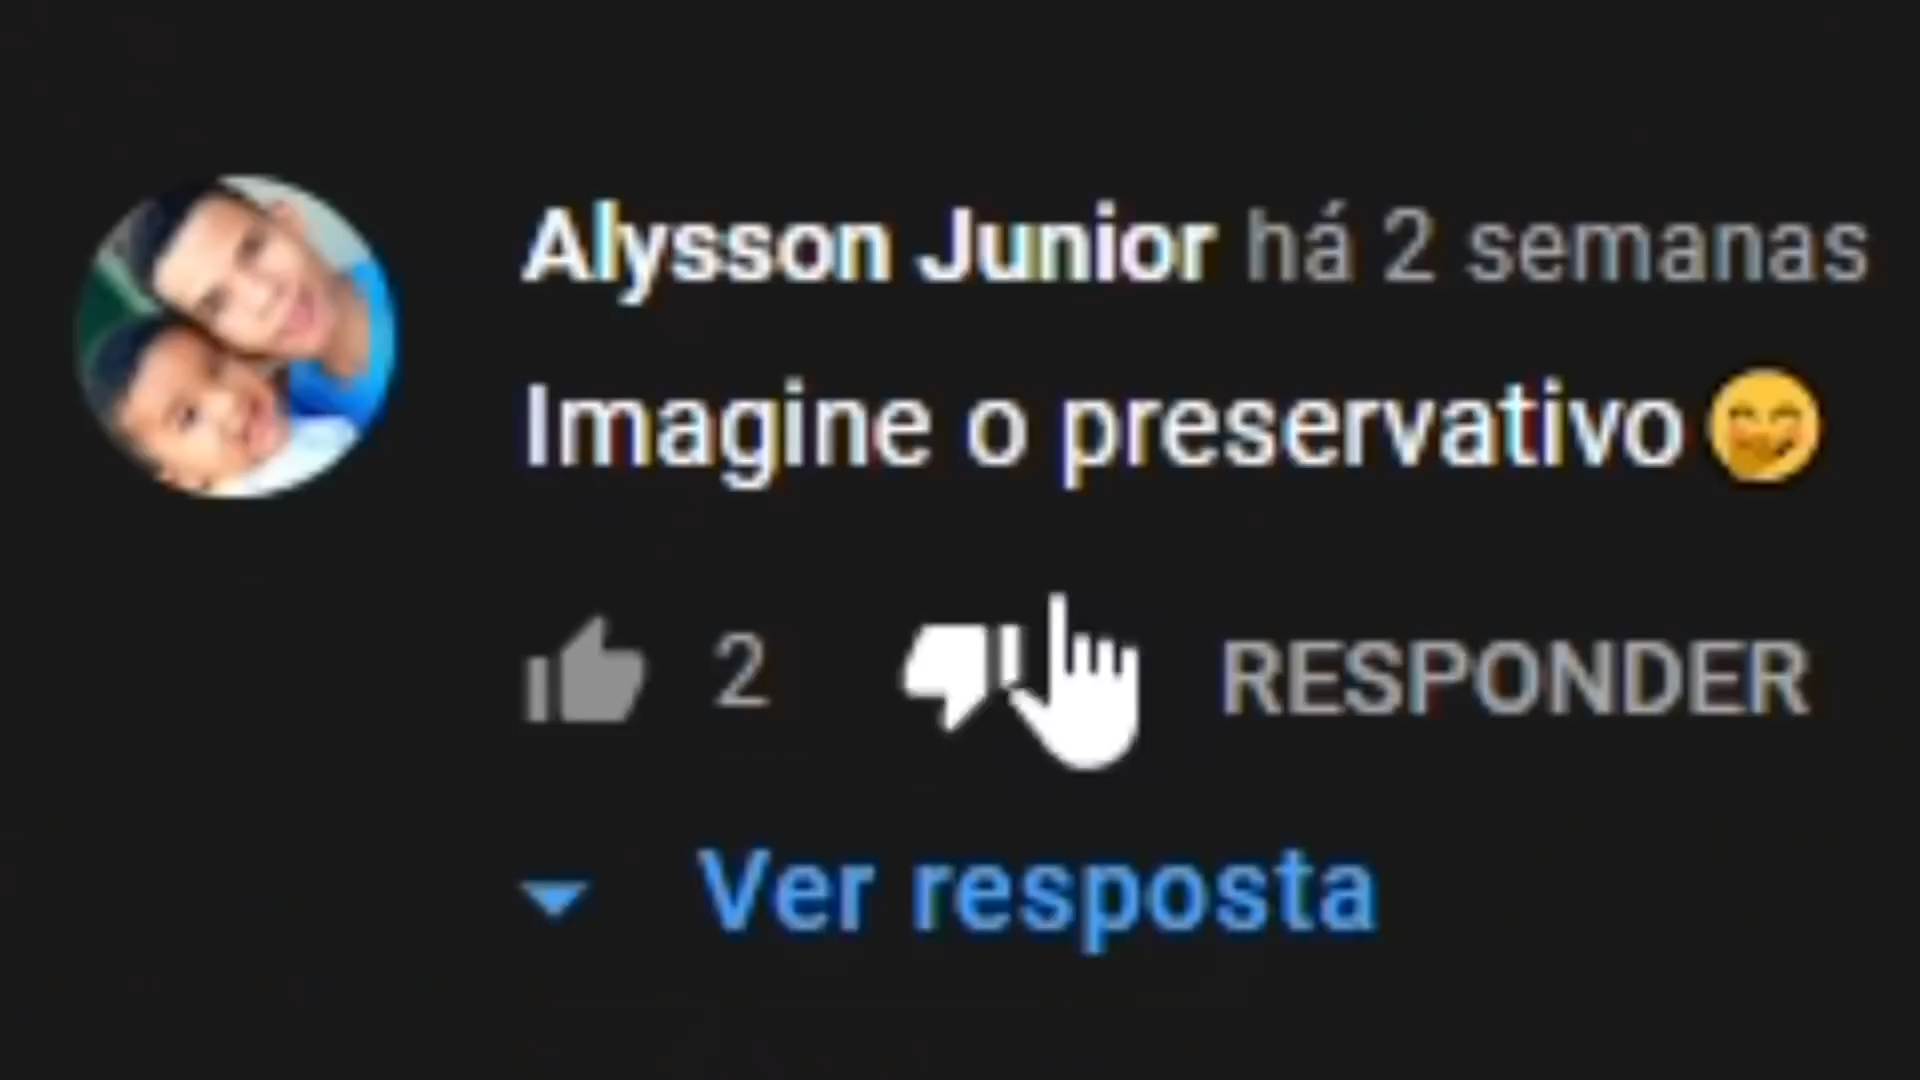 Alysson Junior há 2 semanas
Imagine o preservativo😊
2 RESPONDER
Ver resposta